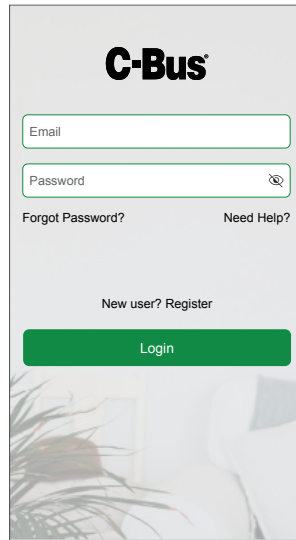 C-Bus®
Email
Password
Forgot Password? Need Help?
New user? Register
Login